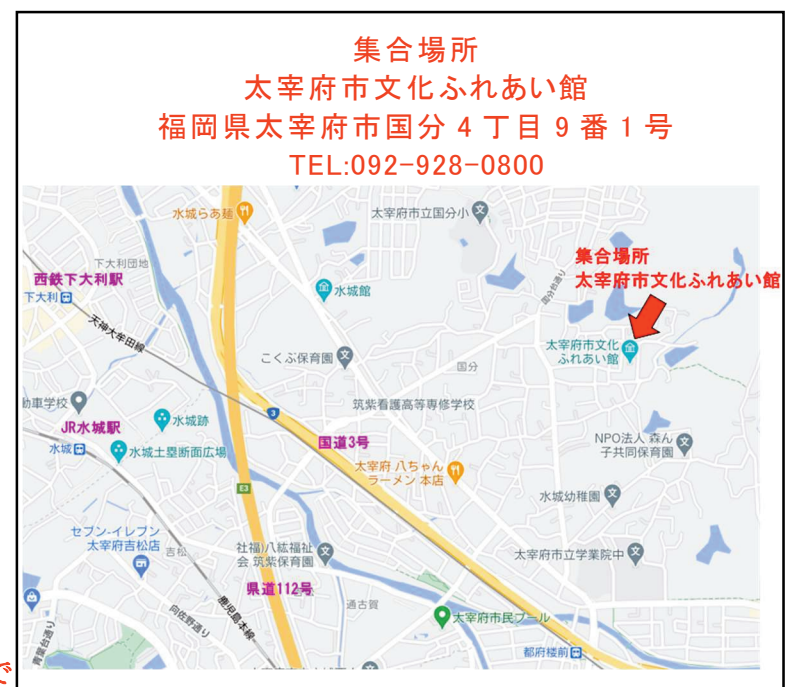 集合場所
太宰府市文化ふれあい館
福岡県太宰府市国分4丁目9番1号
TEL:092-928-0800
水城らあ麺
太宰府市立国分小
下大利団地
西鉄下大利駅
下大利
集合場所
太宰府市文化ふれあい館
国分台通り
水城館
天神大牟田線
太宰府市文化
ふれあい館
こくぶ保育園
国分
動車学校
筑紫看護高等専修学校
3
水城跡
JR水城駅
国道3号
水城
水城土塁断面広場
NPO法人 森ん
子共同保育園
太宰府 八ちゃん
ラーメン 本店
E3
水城幼稚園
セブン-イレブン
太宰府吉松店
吉松
社福)八紘福祉
会 筑紫保育園
太宰府市立学業院中
県道112号
通古賀
向佐野通り
鹿児島本線
太宰府市民プール
青葉台通り
都府楼前
で